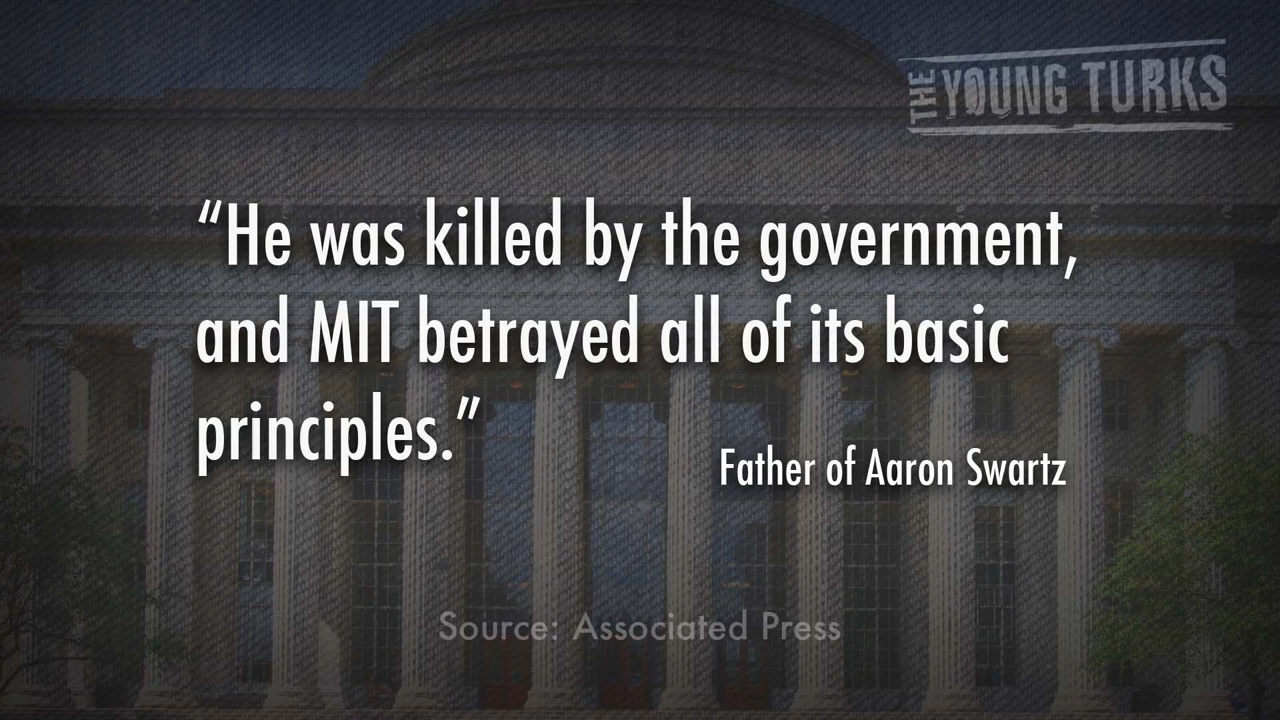 THE YOUNG TURKS
“He was killed by the government,
and MIT betrayed all of its basic
principles.”
Father of Aaron Swartz
Source: Associated Press